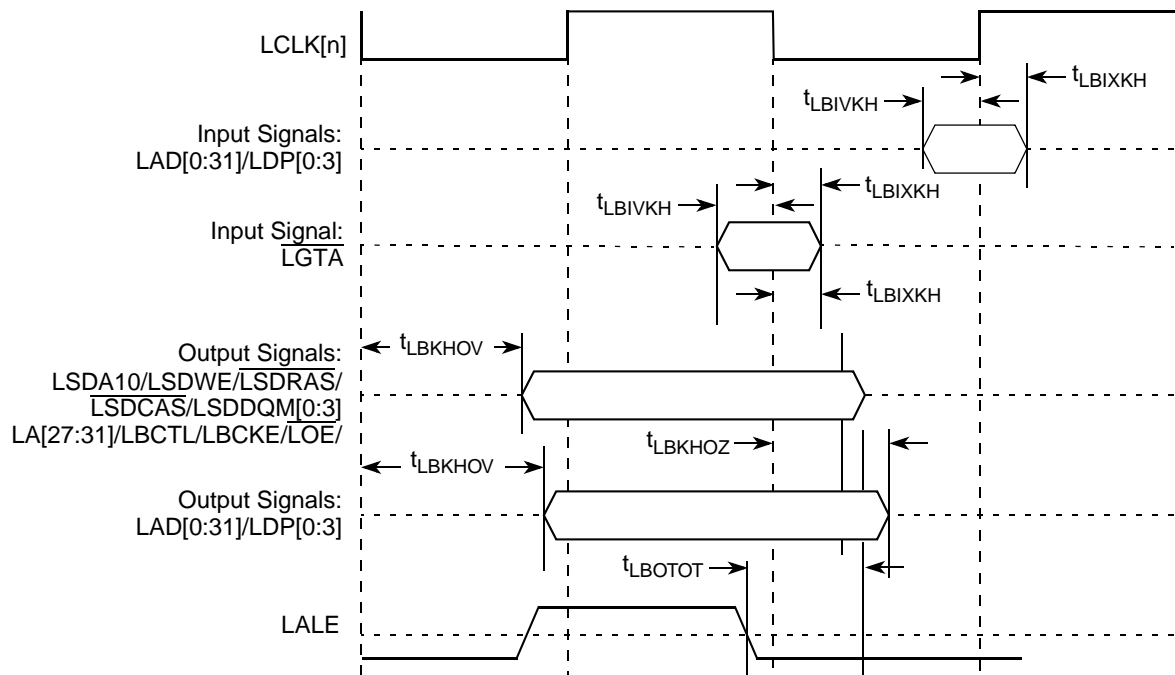 LCLK[n]
tLBIXKH
tLBIVKH
Input Signals:
LAD[0:31]/LDP[0:3]
tLBIXKH
tLBIVKH
Input Signal:
LGTA
tLBIXKH
tLBKHOV
Output Signals:
LSDA10/LSDWE/LSDRAS/
LSDCAS/LSDDQM[0:3]
LA[27:31]/LBCTL/LBCKE/LOE/
tLBKHOZ
tLBKHOV
Output Signals:
LAD[0:31]/LDP[0:3]
tLBOTOT
LALE